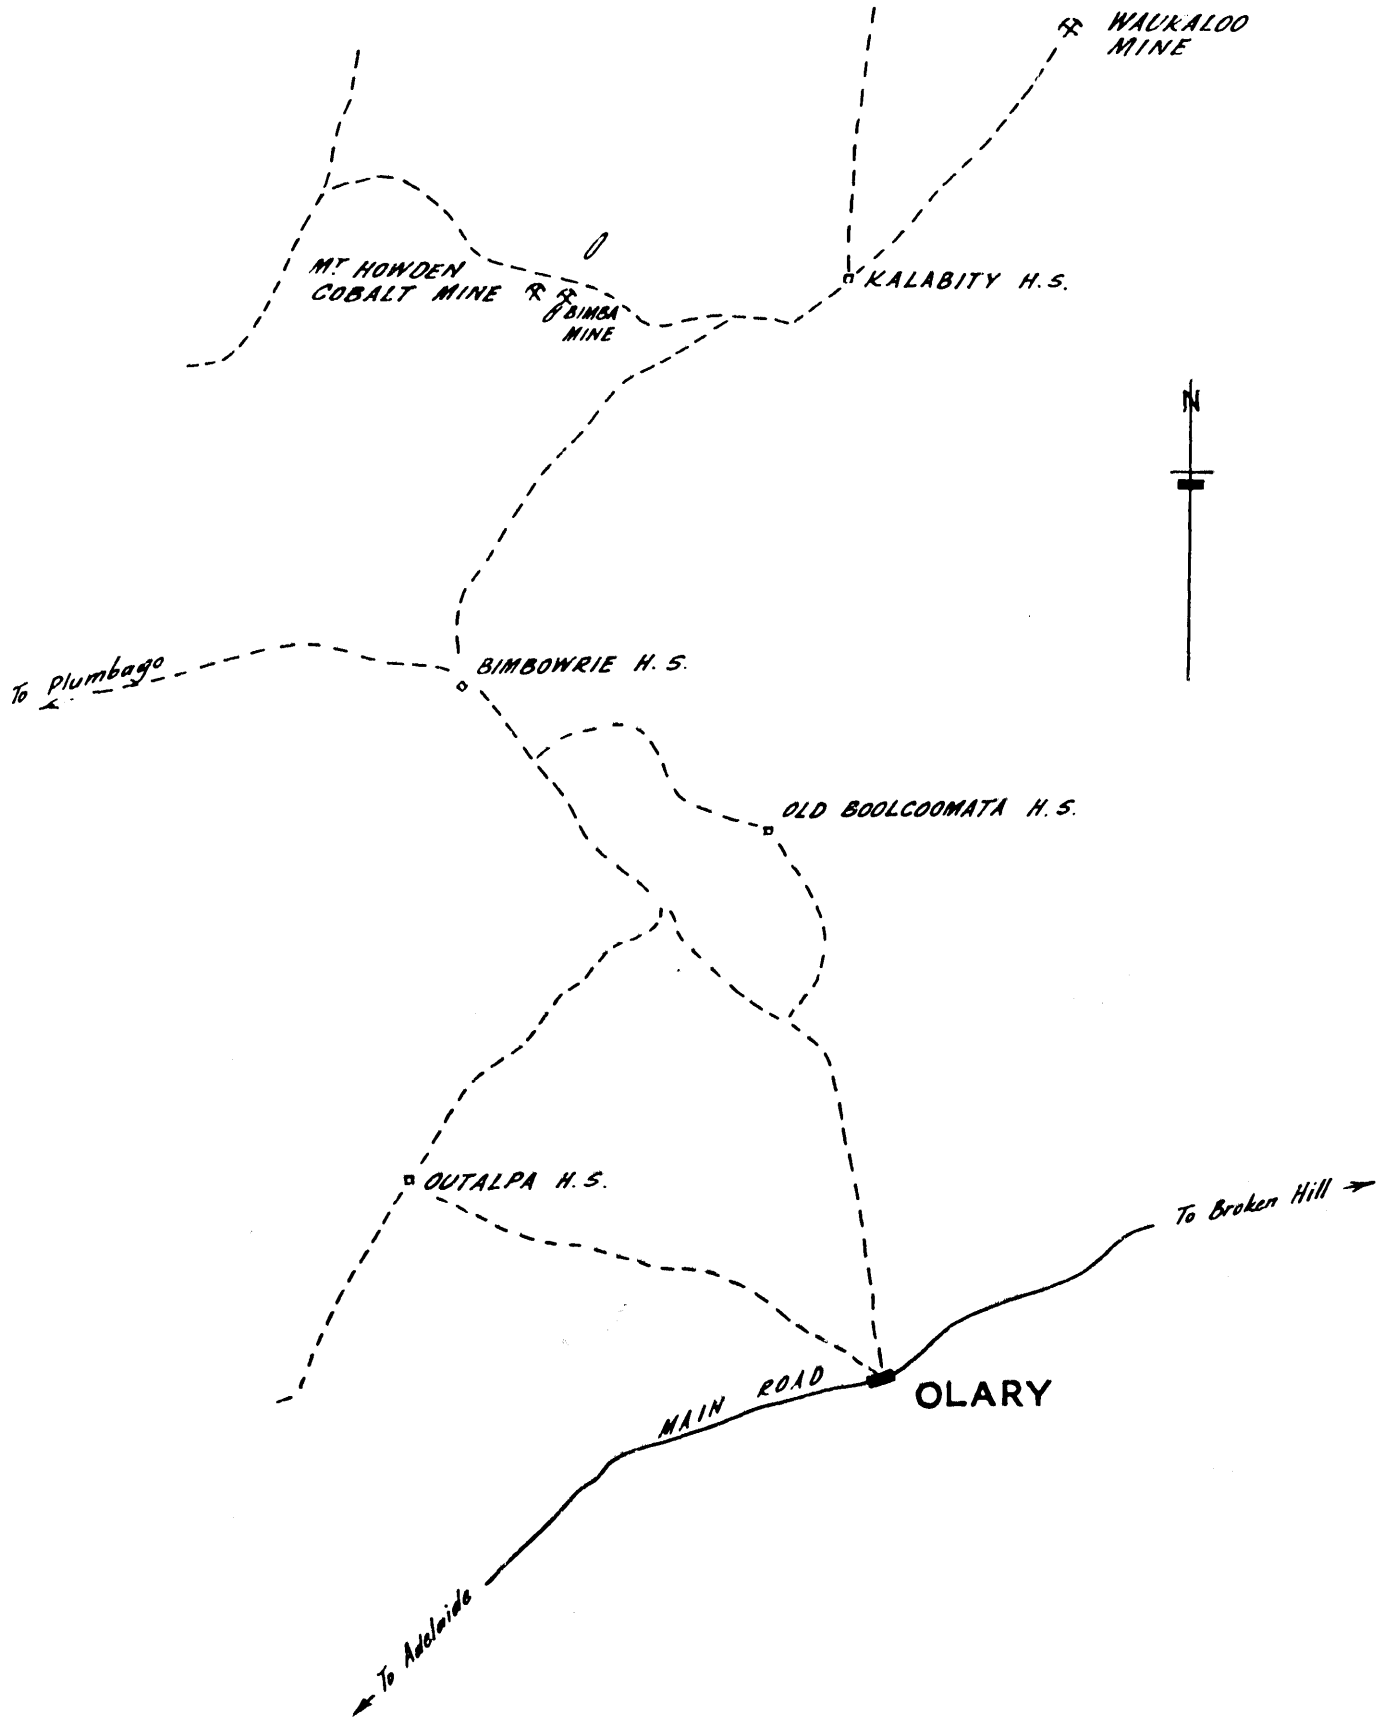 WAUKALOO
MINE
Mᵀ HOWDEN
COBALT MINE
BIMBA
MINE
KALABITY H.S.
N
BIMBOWRIE H.S.
To Plumbago
OLD BOOLCOOMATA H.S.
OUTALPA H.S.
To Broken Hill
MAIN ROAD
OLARY
To Adelaide